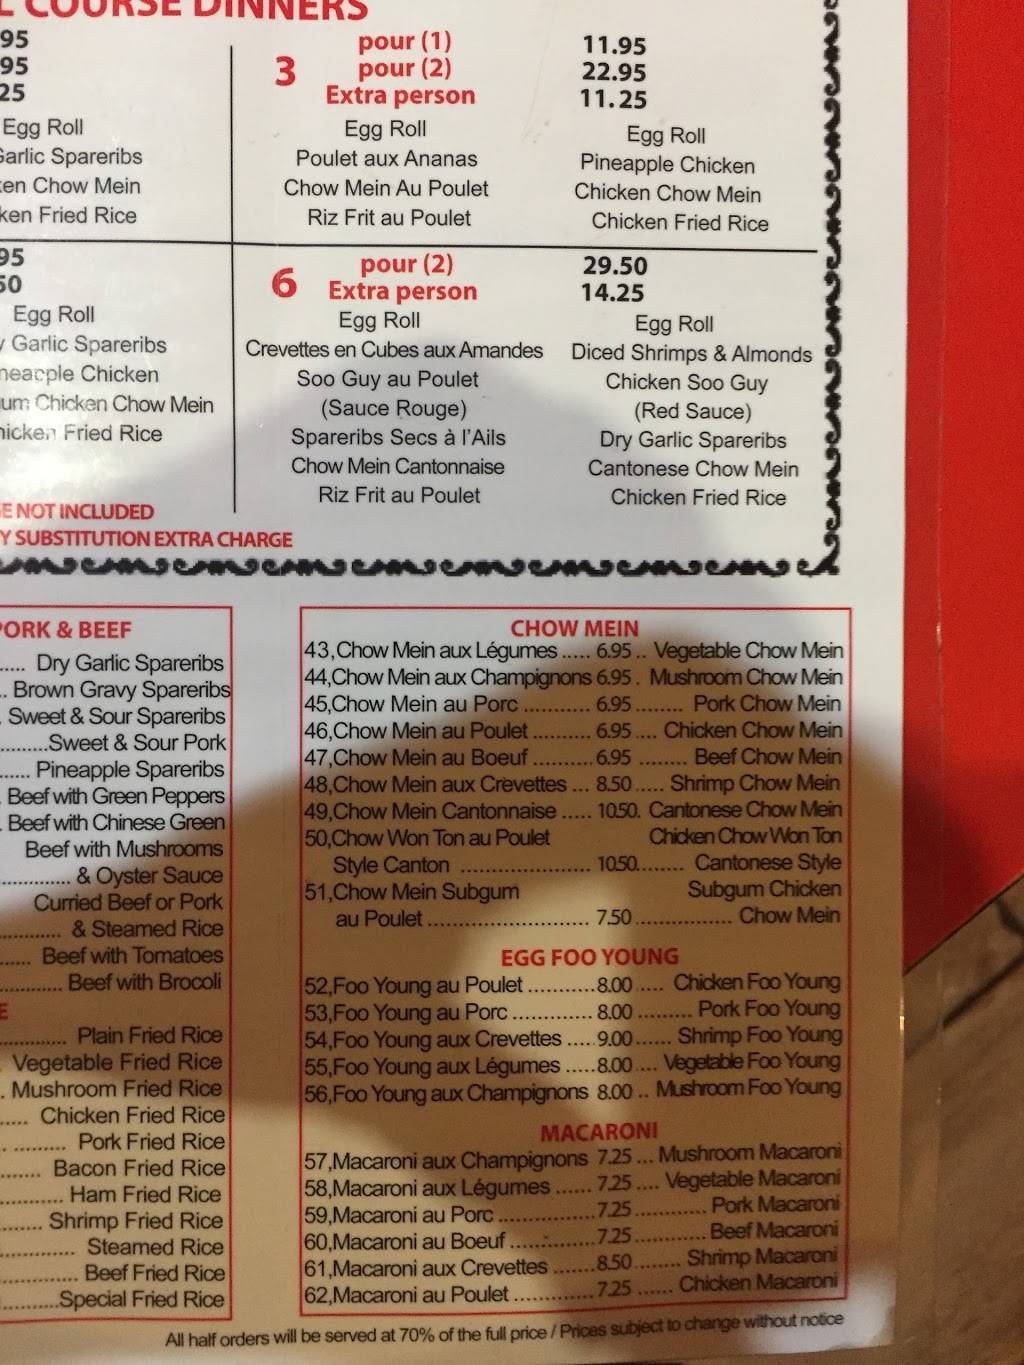 COURSE DINNERS
95
95
25
Egg Roll
Garlic Spareribs
Chow Mein
Fried Rice
3 pour (1) 11.95
pour (2) 22.95
Extra person 11.25
Egg Roll Egg Roll
Poulet aux Ananas Pineapple Chicken
Chow Mein Au Poulet Chicken Chow Mein
Riz Frit au Poulet Chicken Fried Rice
95
50
Egg Roll
Garlic Spareribs
Chicken
Chicken Chow Mein
Fried Rice
6 pour (2) 29.50
Extra person 14.25
Egg Roll Egg Roll
Crevettes en Cubes aux Amandes Diced Shrimps & Almonds
Soo Guy au Poulet Chicken Soo Guy
(Sauce Rouge) (Red Sauce)
Spareribs Secs à l'Ails Dry Garlic Spareribs
Chow Mein Cantonnaise Cantonese Chow Mein
Riz Frit au Poulet Chicken Fried Rice
NOT INCLUDED
SUBSTITUTION EXTRA CHARGE
PORK & BEEF
..... Dry Garlic Spareribs
.. Brown Gravy Spareribs
. Sweet & Sour Spareribs
.........Sweet & Sour Pork
...... Pineapple Spareribs
. Beef with Green Peppers
. Beef with Chinese Green
Beef with Mushrooms
............. & Oyster Sauce
Curried Beef or Pork
............ & Steamed Rice
...... Beef with Tomatoes
............ Beef with Brocoli
............. Plain Fried Rice
. Vegetable Fried Rice
. Mushroom Fried Rice
..... Chicken Fried Rice
. ......... Pork Fried Rice
....... Bacon Fried Rice
............ Ham Fried Rice
........ Shrimp Fried Rice
.............. Steamed Rice
.............. Beef Fried Rice
...........Special Fried Rice
CHOW MEIN
43,Chow Mein aux Légumes ..... 6.95 .. Vegetable Chow Mein
44,Chow Mein aux Champignons 6.95 . Mushroom Chow Mein
45,Chow Mein au Porc ............ 6.95 ........ Pork Chow Mein
46,Chow Mein au Poulet .......... 6.95 .... Chicken Chow Mein
47,Chow Mein au Boeuf .......... 6.95 ........ Beef Chow Mein
48,Chow Mein aux Crevettes ... 8.50 ..... Shrimp Chow Mein
49,Chow Mein Cantonnaise ..... 10.50. Cantonese Chow Mein
50,Chow Won Ton au Poulet Chicken Chow Won Ton
Style Canton ...................... 10.50........ Cantonese Style
51,Chow Mein Subgum Subgum Chicken
au Poulet ........................... 7.50 ................ Chow Mein
EGG FOO YOUNG
52,Foo Young au Poulet ...........8.00 ..... Chicken Foo Young
53,Foo Young au Porc ............. 8.00 ......... Pork Foo Young
54,Foo Young aux Crevettes ..... 9.00...... Shrimp Foo Young
55,Foo Young aux Légumes .....8.00 .... Vegetable Foo Young
56,Foo Young aux Champignons 8.00 .. Mushroom Foo Young
MACARONI
57,Macaroni aux Champignons 7.25 ... Mushroom Macaroni
58,Macaroni aux Légumes ...... 7.25 .... Vegetable Macaroni
59,Macaroni au Porc ................7.25 ............ Pork Macaroni
60,Macaroni au Boeuf ..............7.25 ............ Beef Macaroni
61,Macaroni aux Crevettes .......8.50 ........ Shrimp Macaroni
62,Macaroni au Poulet .............7.25 ...... Chicken Macaroni
All half orders will be served at 70% of the full price / Prices subject to change without notice